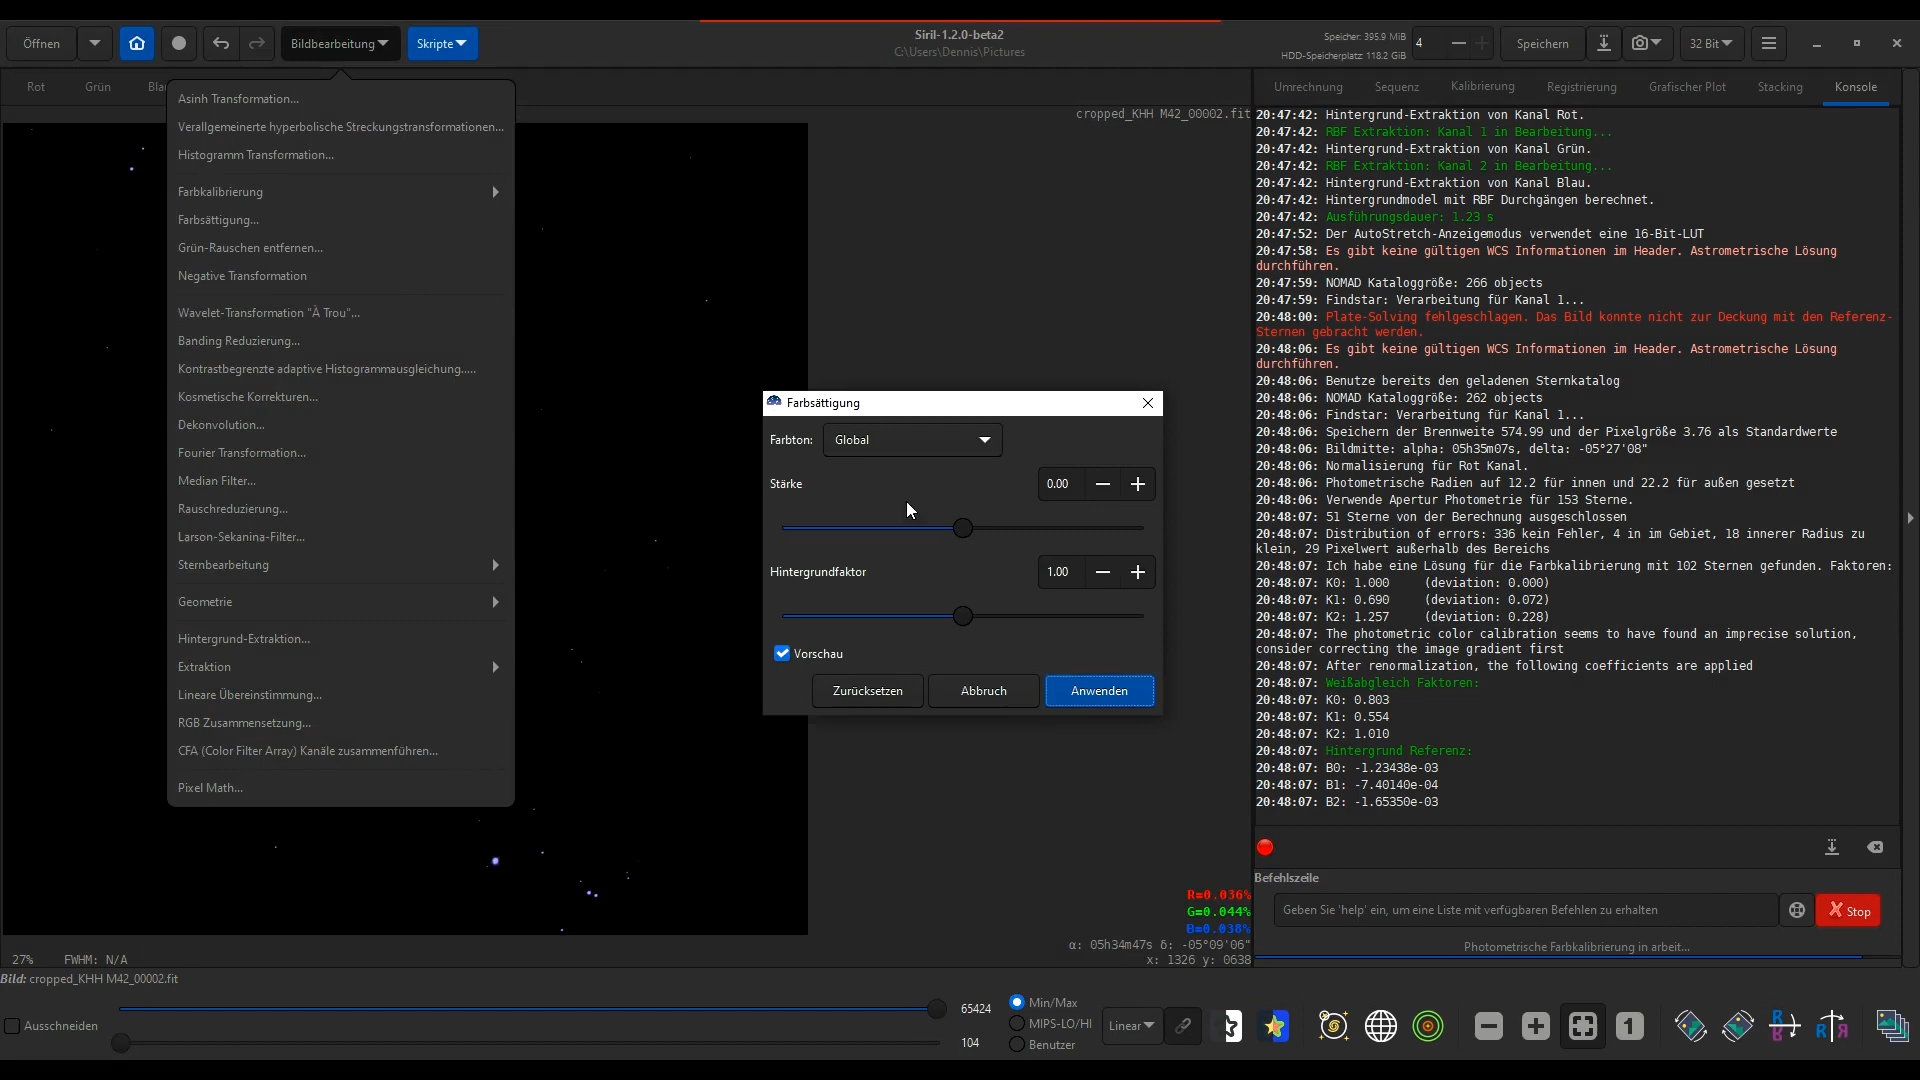 Öffnen
Bildbearbeitung
Skripte
Siril-1.2.0-beta2
C:\Users\Dennis\Pictures
Speicher: 395.9 MiB
HDD-Speicherplatz: 118.2 GiB
4
Speichern
32 Bit
Rot
Grün
Blau
cropped_KHH M42_00002.fit
Asinh Transformation...
Verallgemeinerte hyperbolische Streckungstransformationen...
Histogramm Transformation...
Farbkalibrierung
Farbsättigung...
Grün-Rauschen entfernen...
Negative Transformation
Wavelet-Transformation "À Trou"...
Banding Reduzierung...
Kontrastbegrenzte adaptive Histogrammausgleichung.....
Kosmetische Korrekturen...
Dekonvolution...
Fourier Transformation...
Median Filter...
Rauschreduzierung...
Larson-Sekanina-Filter...
Sternbearbeitung
Geometrie
Hintergrund-Extraktion...
Extraktion
Lineare Übereinstimmung...
RGB Zusammensetzung...
CFA (Color Filter Array) Kanäle zusammenführen...
Pixel Math...
Farbsättigung
Farbton:
Global
Stärke
0.00
Hintergrundfaktor
1.00
Vorschau
Zurücksetzen
Abbruch
Anwenden
R=0.036%
G=0.044%
B=0.038%
α: 05h34m47s δ: -05°09'06"
x: 1326 y: 0638
27%
FWHM: N/A
Umrechnung
Sequenz
Kalibrierung
Registrierung
Grafischer Plot
Stacking
Konsole
20:47:42: Hintergrund-Extraktion von Kanal Rot.
20:47:42: RBF Extraktion: Kanal 1 in Bearbeitung...
20:47:42: Hintergrund-Extraktion von Kanal Grün.
20:47:42: RBF Extraktion: Kanal 2 in Bearbeitung...
20:47:42: Hintergrund-Extraktion von Kanal Blau.
20:47:42: Hintergrundmodel mit RBF Durchgängen berechnet.
20:47:42: Ausführungsdauer: 1.23 s
20:47:52: Der AutoStretch-Anzeigemodus verwendet eine 16-Bit-LUT
20:47:58: Es gibt keine gültigen WCS Informationen im Header. Astrometrische Lösung
durchführen.
20:47:59: NOMAD Kataloggröße: 266 objects
20:47:59: Findstar: Verarbeitung für Kanal 1...
20:48:00: Plate-Solving fehlgeschlagen. Das Bild konnte nicht zur Deckung mit den Referenz-
Sternen gebracht werden.
20:48:06: Es gibt keine gültigen WCS Informationen im Header. Astrometrische Lösung
durchführen.
20:48:06: Benutze bereits den geladenen Sternkatalog
20:48:06: NOMAD Kataloggröße: 262 objects
20:48:06: Findstar: Verarbeitung für Kanal 1...
20:48:06: Speichern der Brennweite 574.99 und der Pixelgröße 3.76 als Standardwerte
20:48:06: Bildmitte: alpha: 05h35m07s, delta: -05°27'08"
20:48:06: Normalisierung für Rot Kanal.
20:48:06: Photometrische Radien auf 12.2 für innen und 22.2 für außen gesetzt
20:48:06: Verwende Apertur Photometrie für 153 Sterne.
20:48:07: 51 Sterne von der Berechnung ausgeschlossen
20:48:07: Distribution of errors: 336 kein Fehler, 4 in im Gebiet, 18 innerer Radius zu
klein, 29 Pixelwert außerhalb des Bereichs
20:48:07: Ich habe eine Lösung für die Farbkalibrierung mit 102 Sternen gefunden. Faktoren:
20:48:07: K0: 1.000 (deviation: 0.000)
20:48:07: K1: 0.690 (deviation: 0.072)
20:48:07: K2: 1.257 (deviation: 0.228)
20:48:07: The photometric color calibration seems to have found an imprecise solution,
consider correcting the image gradient first
20:48:07: After renormalization, the following coefficients are applied
20:48:07: Weißabgleich Faktoren:
20:48:07: K0: 0.803
20:48:07: K1: 0.554
20:48:07: K2: 1.010
20:48:07: Hintergrund Referenz:
20:48:07: B0: -1.23438e-03
20:48:07: B1: -7.40140e-04
20:48:07: B2: -1.65350e-03
Befehlszeile
Geben Sie 'help' ein, um eine Liste mit verfügbaren Befehlen zu erhalten
Stop
Photometrische Farbkalibrierung in arbeit...
Bild: cropped_KHH M42_00002.fit
Ausschneiden
65424
104
Min/Max
MIPS-LO/HI
Benutzer
Linear
1